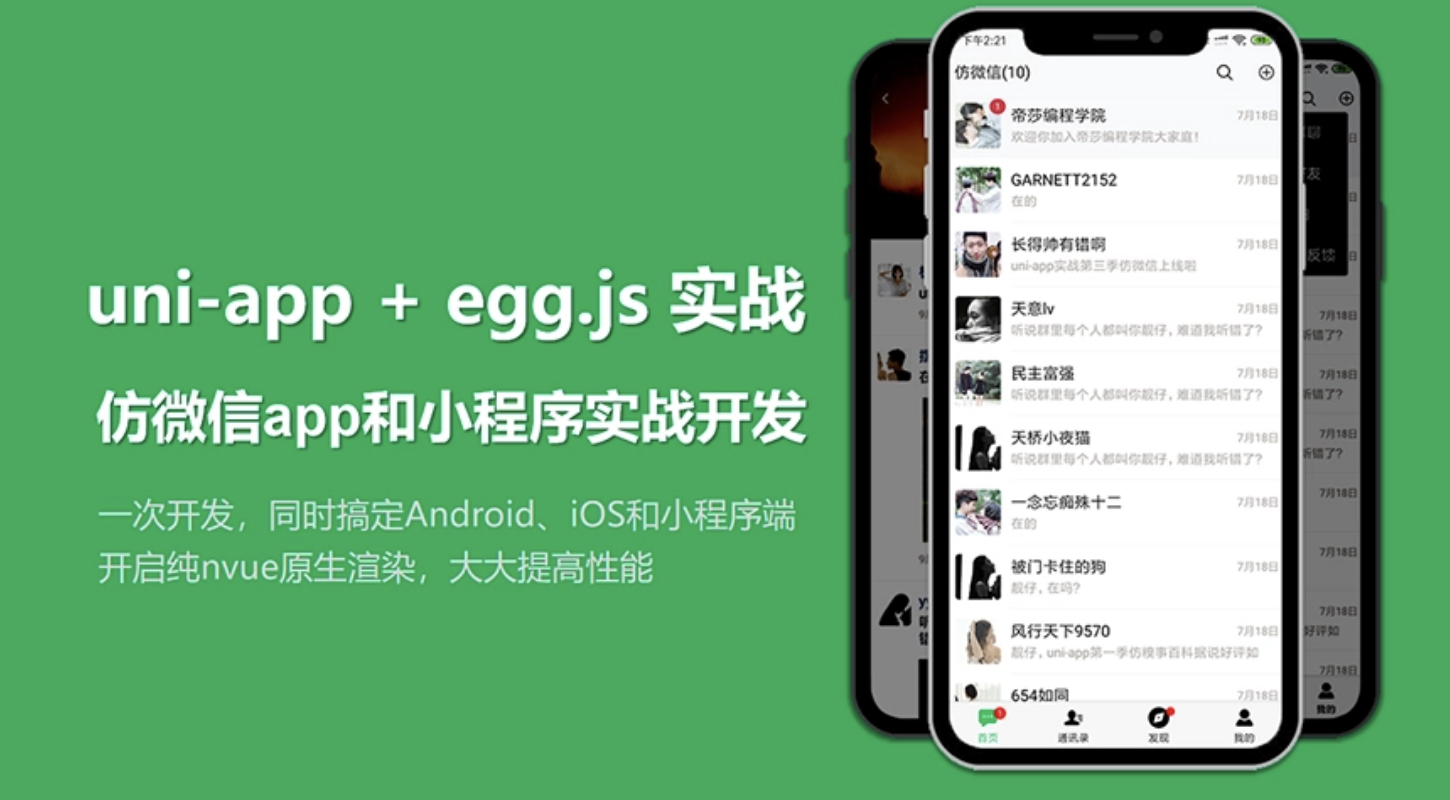 uni-app + egg.js 实战
仿微信app和小程序实战开发
一次开发，同时搞定Android、iOS和小程序端
开启纯nvue原生渲染，大大提高性能
下午2:21
仿微信(10)
1
帝莎编程学院
7月18日
欢迎你加入帝莎编程学院大家庭!
GARNETT2152
7月18日
在的
长得帅有错啊
7月18日
uni-app实战第三季仿微信上线啦
天意lv
7月18日
听说群里每个人都叫你靓仔，难道我听错了?
民主富强
7月18日
听说群里每个人都叫你靓仔，难道我听错了?
天桥小夜猫
7月18日
听说群里每个人都叫你靓仔，难道我听错了?
一念忘痴殊十二
7月18日
在的
被门卡住的狗
7月18日
靓仔，在吗?
风行天下9570
7月18日
靓仔，uni-app第一季仿糗事百科据说好评如
654如同
7月18日
1
首页
通讯录
发现
我的
聊
友
反馈
日
日
日
7月18日
听错了?
7月18日
听错了?
7月18日
听错了?
7月18日
7月18日
7月18日
好评如
7月18日
我的